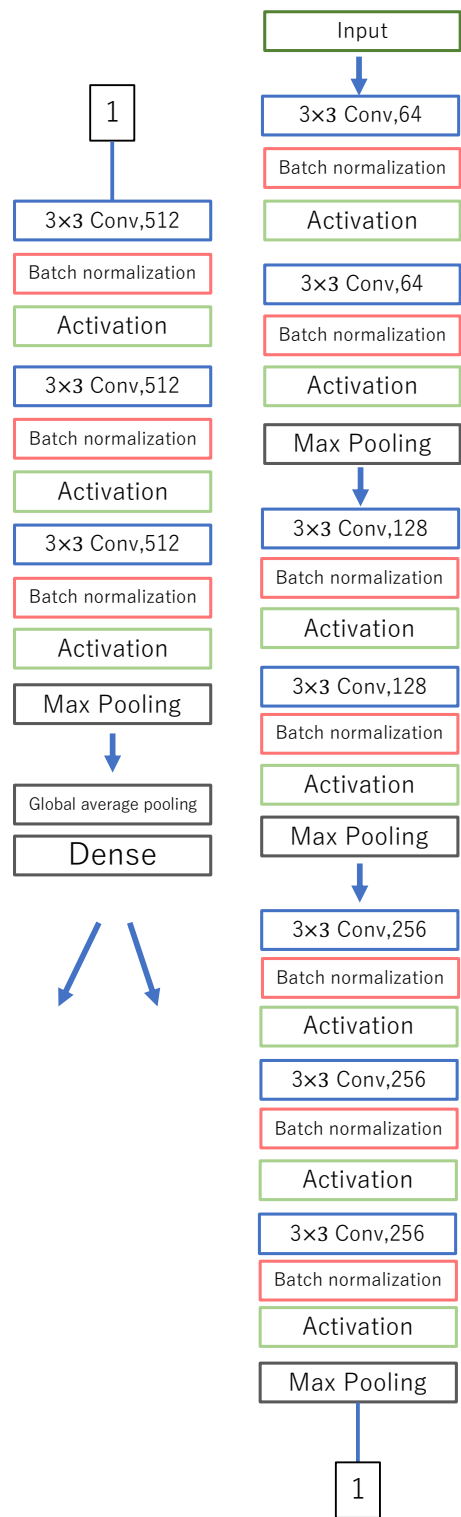 Input
3×3 Conv,64
Batch normalization
Activation
3×3 Conv,64
Batch normalization
Activation
Max Pooling
3×3 Conv,128
Batch normalization
Activation
3×3 Conv,128
Batch normalization
Activation
Max Pooling
3×3 Conv,256
Batch normalization
Activation
3×3 Conv,256
Batch normalization
Activation
3×3 Conv,256
Batch normalization
Activation
Max Pooling
1
1
3×3 Conv,512
Batch normalization
Activation
3×3 Conv,512
Batch normalization
Activation
3×3 Conv,512
Batch normalization
Activation
Max Pooling
Global average pooling
Dense